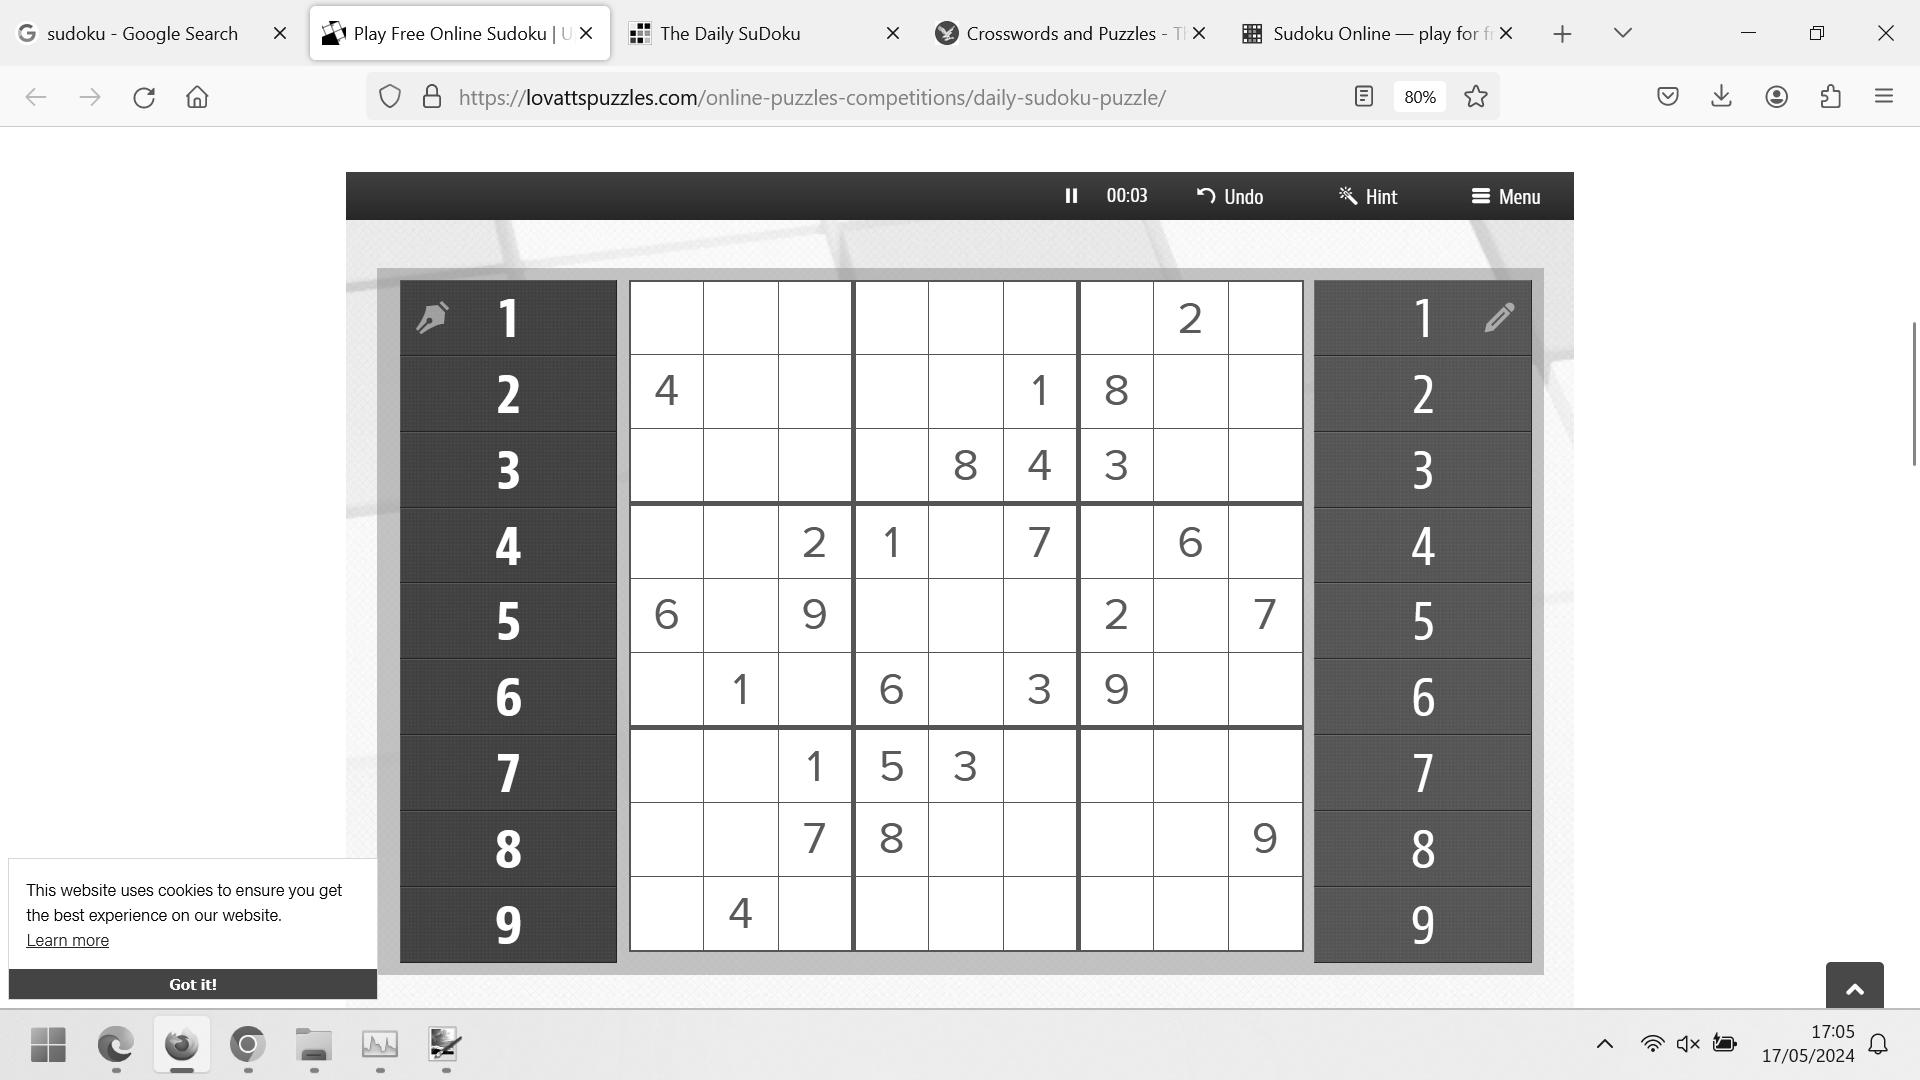 sudoku - Google Search
Play Free Online Sudoku | U
The Daily SuDoku
Crosswords and Puzzles - Th
Sudoku Online — play for fr
https://lovattspuzzles.com/online-puzzles-competitions/daily-sudoku-puzzle/
80%
00:03 Undo Hint Menu
1 2 1
2 4 1 8 2
3 8 4 3 3
4 2 1 7 6 4
5 6 9 2 7 5
6 1 6 3 9 6
7 1 5 3 7
8 7 8 9 8
9 4 9
This website uses cookies to ensure you get
the best experience on our website.
Learn more
Got it!
17:05
17/05/2024